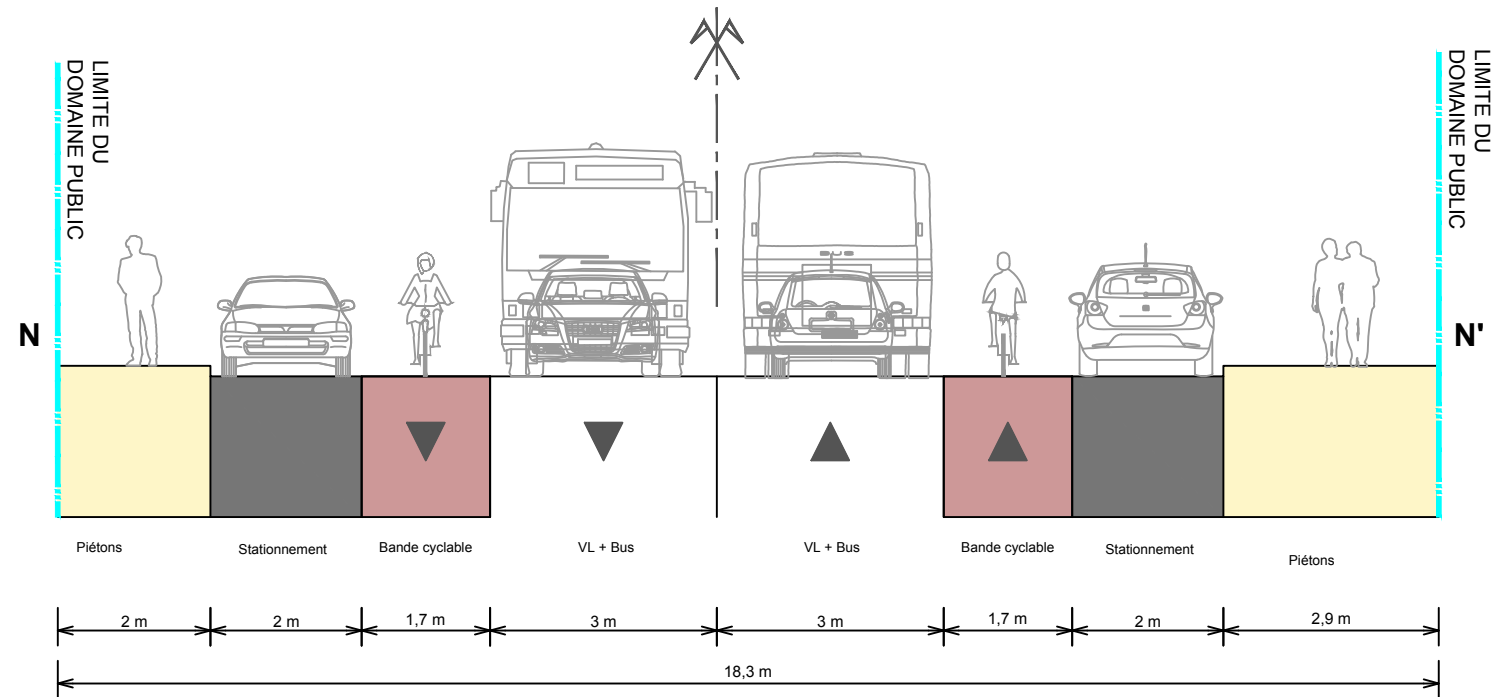 LIMITE DU
DOMAINE PUBLIC
LIMITE DU
DOMAINE PUBLIC
BUS
N
N'
Piétons
Stationnement
Bande cyclable
VL + Bus
VL + Bus
Bande cyclable
Stationnement
Piétons
2 m
2 m
1,7 m
3 m
3 m
1,7 m
2 m
2,9 m
18,3 m